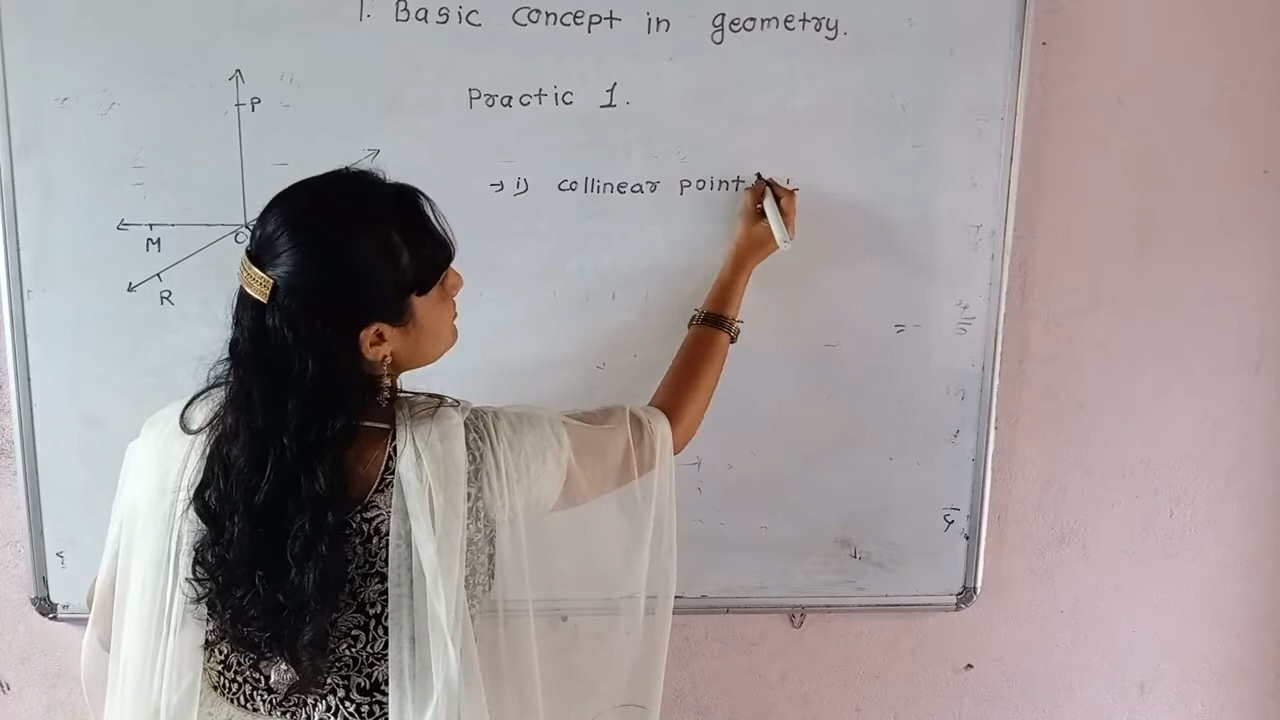 1. Basic concept in geometry.
Practic 1.
P
→ i) collinear point
M
O
R